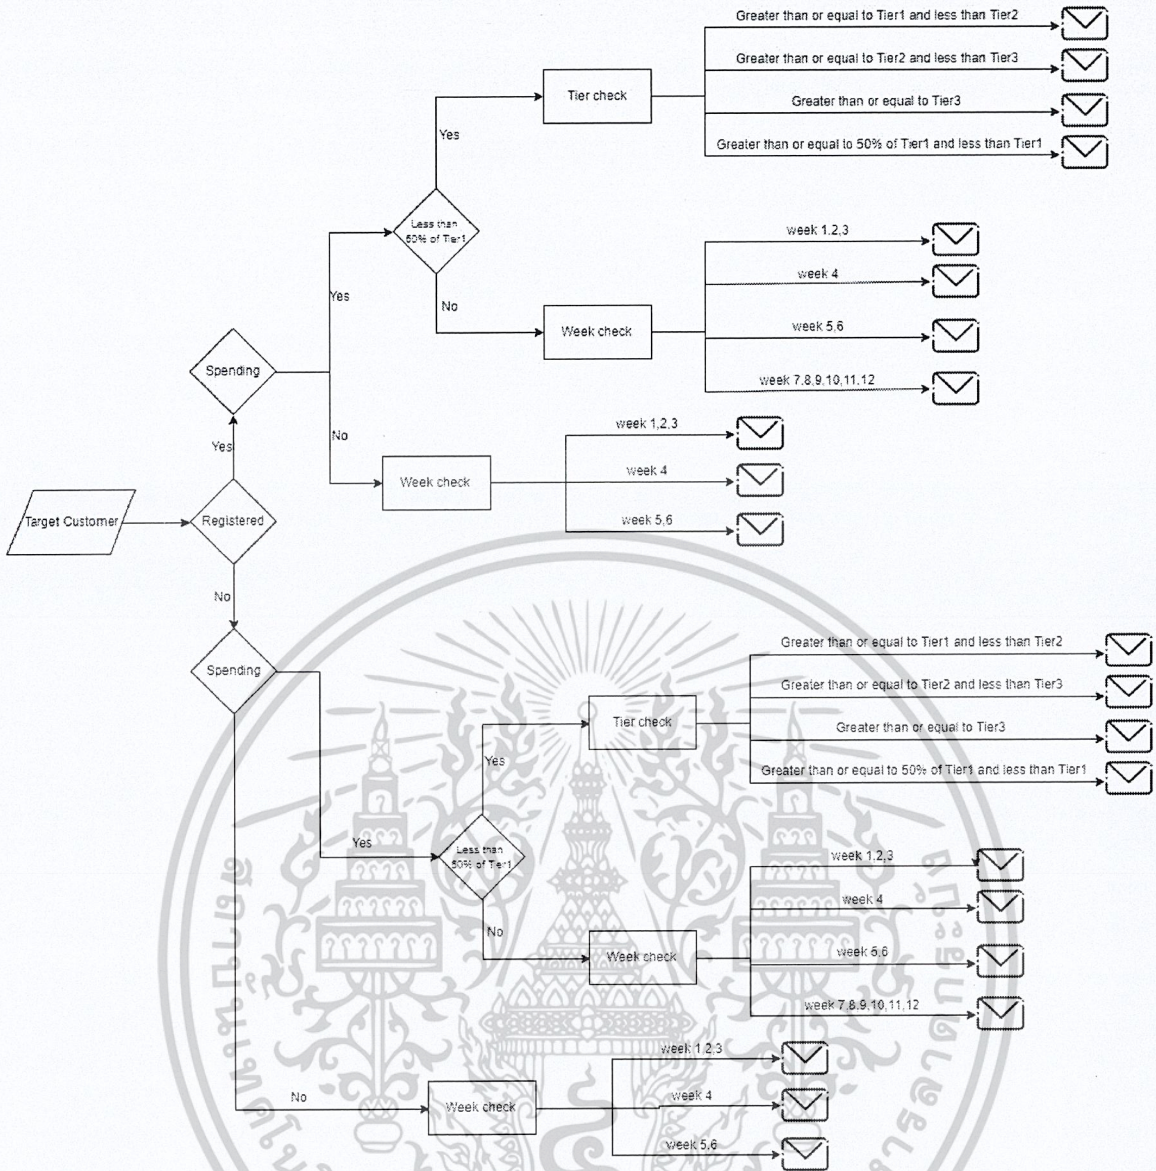 Greater than or equal to Tier1 and less than Tier2
Greater than or equal to Tier2 and less than Tier3
Tier check
Greater than or equal to Tier3
Yes
Greater than or equal to 50% of Tier1 and less than Tier1
Less than
50% of Tier1
week 1,2,3
week 4
Yes
No
Week check
week 5,6
Spending
week 7,8,9,10,11,12
week 1,2,3
No
Yes
week 4
Week check
Target Customer
Registered
week 5,6
No
Greater than or equal to Tier1 and less than Tier2
Spending
Greater than or equal to Tier2 and less than Tier3
Tier check
Greater than or equal to Tier3
Yes
Greater than or equal to 50% of Tier1 and less than Tier1
Yes
Less than
50% of Tier1
week 1,2,3
week 4
No
Week check
week 5,6
week 7,8,9,10,11,12
week 1,2,3
No
Week check
week 4
week 5,6